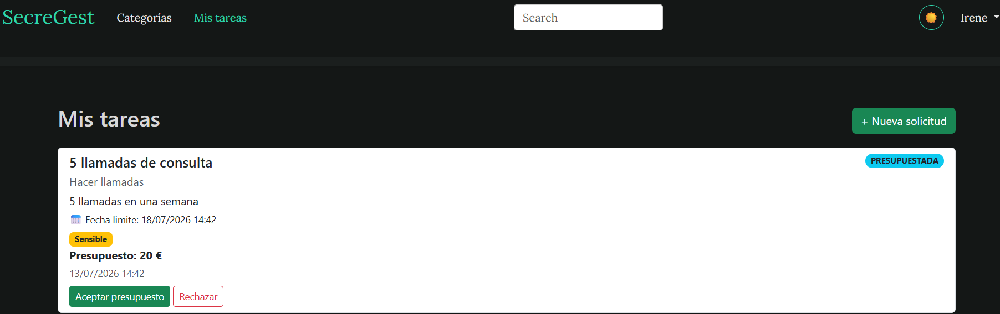 SecreGest Categorías Mis tareas Search Irene
Mis tareas
+ Nueva solicitud
5 llamadas de consulta
PRESUPUESTADA
Hacer llamadas
5 llamadas en una semana
Fecha limite: 18/07/2026 14:42
Sensible
Presupuesto: 20 €
13/07/2026 14:42
Aceptar presupuesto Rechazar